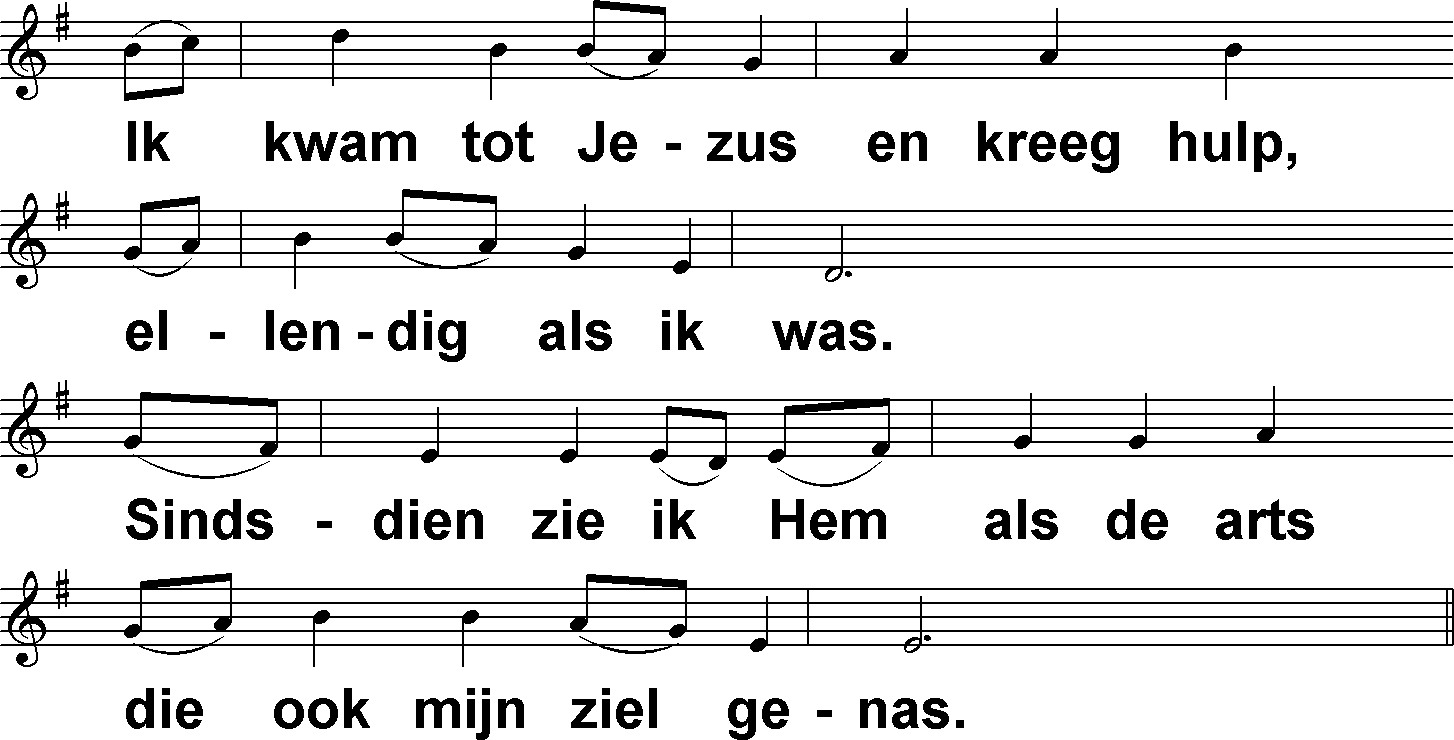 Ik kwam tot Je - zus en kreeg hulp,
el - len - dig als ik was.
Sinds - dien zie ik Hem als de arts
die ook mijn ziel ge - nas.